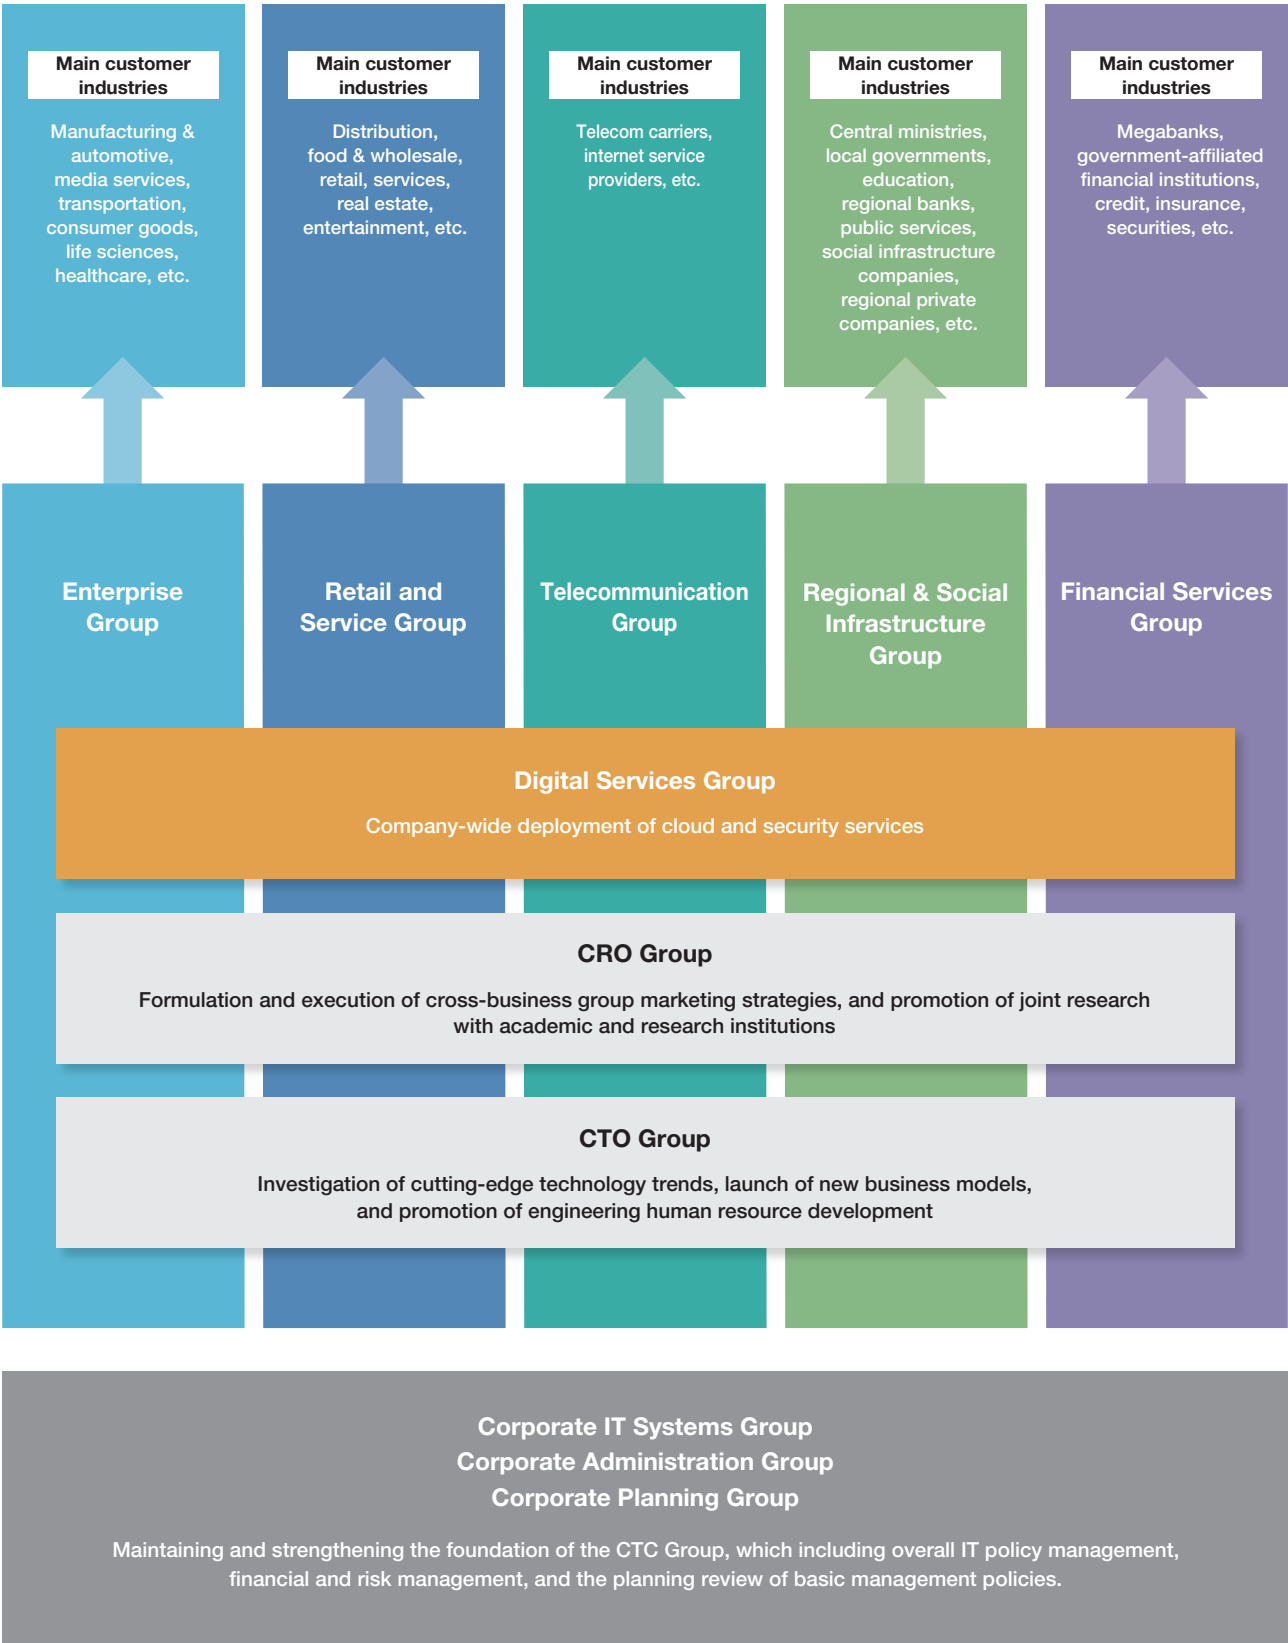 Main customer
industries
Manufacturing &
automotive,
media services,
transportation,
consumer goods,
life sciences,
healthcare, etc.
Main customer
industries
Distribution,
food & wholesale,
retail, services,
real estate,
entertainment, etc.
Main customer
industries
Telecom carriers,
internet service
providers, etc.
Main customer
industries
Central ministries,
local governments,
education,
regional banks,
public services,
social infrastructure
companies,
regional private
companies, etc.
Main customer
industries
Megabanks,
government-affiliated
financial institutions,
credit, insurance,
securities, etc.
Enterprise
Group
Retail and
Service Group
Telecommunication
Group
Regional & Social
Infrastructure
Group
Financial Services
Group
Digital Services Group
Company-wide deployment of cloud and security services
CRO Group
Formulation and execution of cross-business group marketing strategies, and promotion of joint research
with academic and research institutions
CTO Group
Investigation of cutting-edge technology trends, launch of new business models,
and promotion of engineering human resource development
Corporate IT Systems Group
Corporate Administration Group
Corporate Planning Group
Maintaining and strengthening the foundation of the CTC Group, which including overall IT policy management,
financial and risk management, and the planning review of basic management policies.